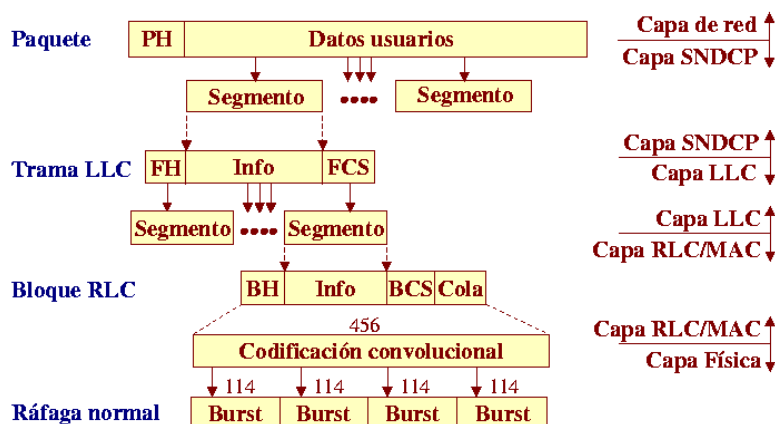 Paquete PH Datos usuarios Capa de red
Capa SNDCP
Segmento •••• Segmento
Capa SNDCP
Trama LLC FH Info FCS
Capa LLC
Segmento •••• Segmento Capa LLC
Capa RLC/MAC
Bloque RLC BH Info BCS Cola
456 Capa RLC/MAC
Codificación convolucional
Capa Física
114 114 114 114
Ráfaga normal Burst Burst Burst Burst